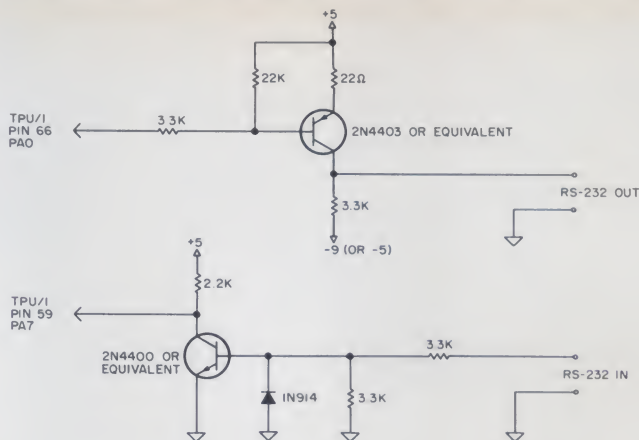 +5
22K
22Ω
TPU/I
PIN 66
PA0
3.3K
2N4403 OR EQUIVALENT
RS-232 OUT
3.3K
-9 (OR -5)
+5
2.2K
TPU/I
PIN 59
PA7
2N4400 OR
EQUIVALENT
3.3K
1N914
3.3K
RS-232 IN